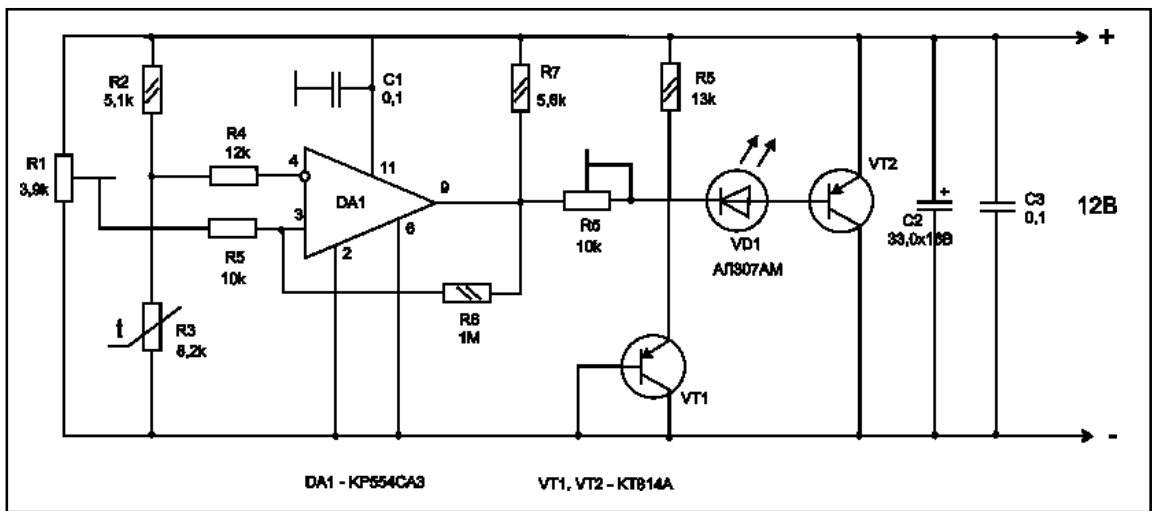 +
R2
5,1k
C1
0,1
R7
5,6k
R5
13k
R1
3,9k
R4
12k
4
11
DA1
9
3
6
2
R5
10k
R6
10k
VD1
АЛ307АМ
VT2
+
C2
33,0x16В
C3
0,1
12В
t
R3
8,2k
R6
1М
VT1
-
DA1 - КР554СА3
VT1, VT2 - КТ814А